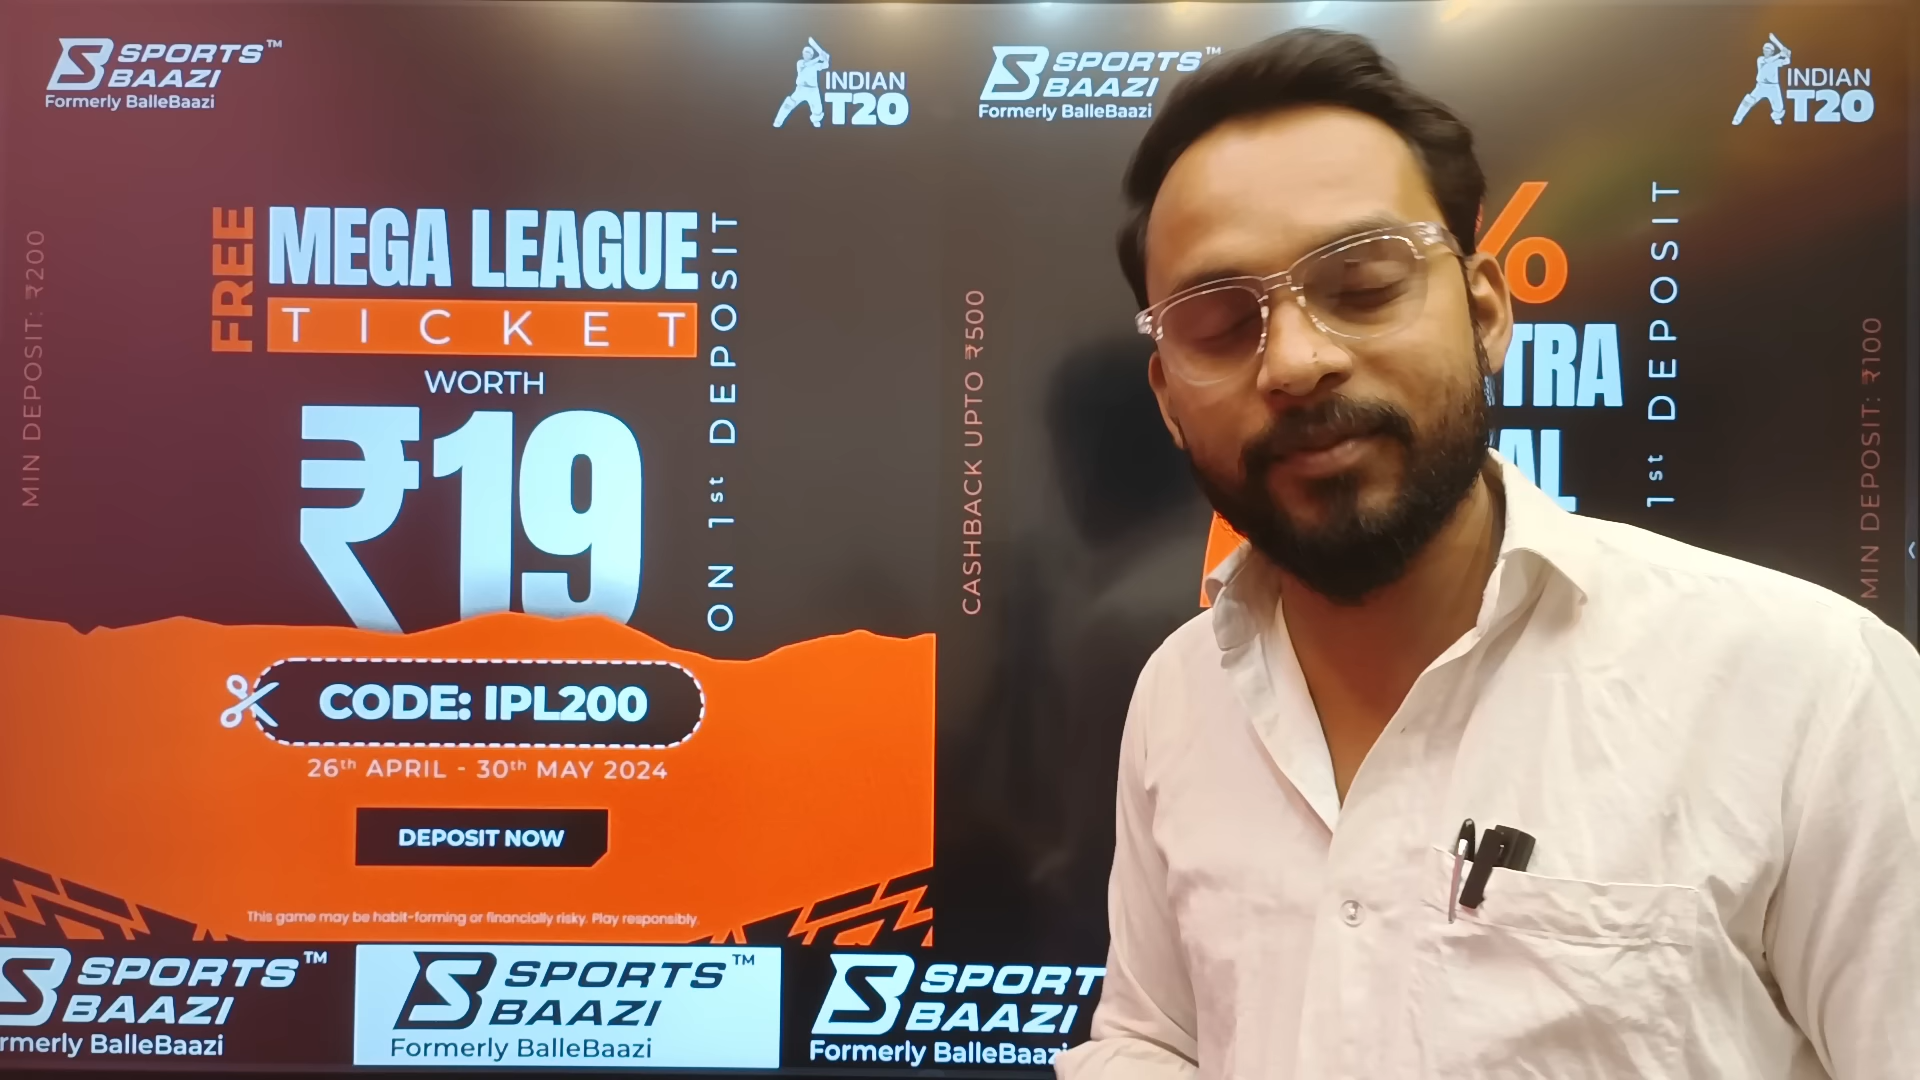 SPORTS™
BAAZI
Formerly BalleBaazi
INDIAN
T20
MIN DEPOSIT: ₹200
FREE
MEGA LEAGUE
TICKET
WORTH
₹19
ON 1st DEPOSIT
CODE: IPL200
26th APRIL - 30th MAY 2024
DEPOSIT NOW
This game may be habit-forming or financially risky. Play responsibly.
SPORTS™
BAAZI
Formerly BalleBaazi
INDIAN
T20
CASHBACK UPTO ₹500
%
TRA
AL
1st DEPOSIT
MIN DEPOSIT: ₹100
SPORTS™
BAAZI
rmerly BalleBaazi
SPORTS™
BAAZI
Formerly BalleBaazi
SPORT
BAAZI
Formerly BalleBaaz